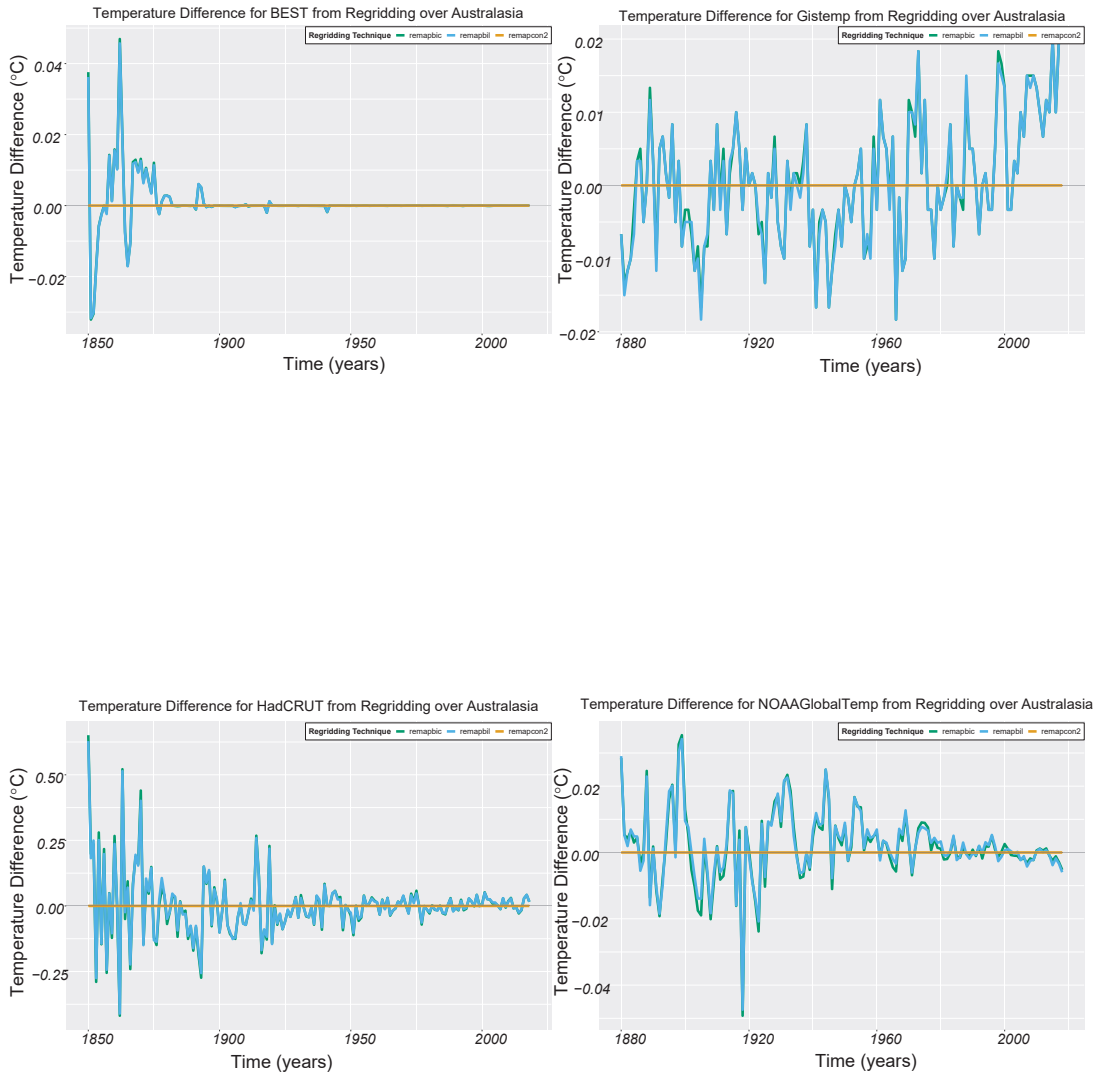 Temperature Difference for BEST from Regridding over Australasia
Regridding Technique remapbic remapbil remapcon2
0.04
0.02
0.00
−0.02
Temperature Difference (°C)
1850 1900 1950 2000
Time (years)
Temperature Difference for Gistemp from Regridding over Australasia
Regridding Technique remapbic remapbil remapcon2
0.02
0.01
0.00
−0.01
−0.02
Temperature Difference (°C)
1880 1920 1960 2000
Time (years)
Temperature Difference for HadCRUT from Regridding over Australasia
Regridding Technique remapbic remapbil remapcon2
0.50
0.25
0.00
−0.25
Temperature Difference (°C)
1850 1900 1950 2000
Time (years)
Temperature Difference for NOAAGlobalTemp from Regridding over Australasia
Regridding Technique remapbic remapbil remapcon2
0.02
0.00
−0.02
−0.04
Temperature Difference (°C)
1880 1920 1960 2000
Time (years)